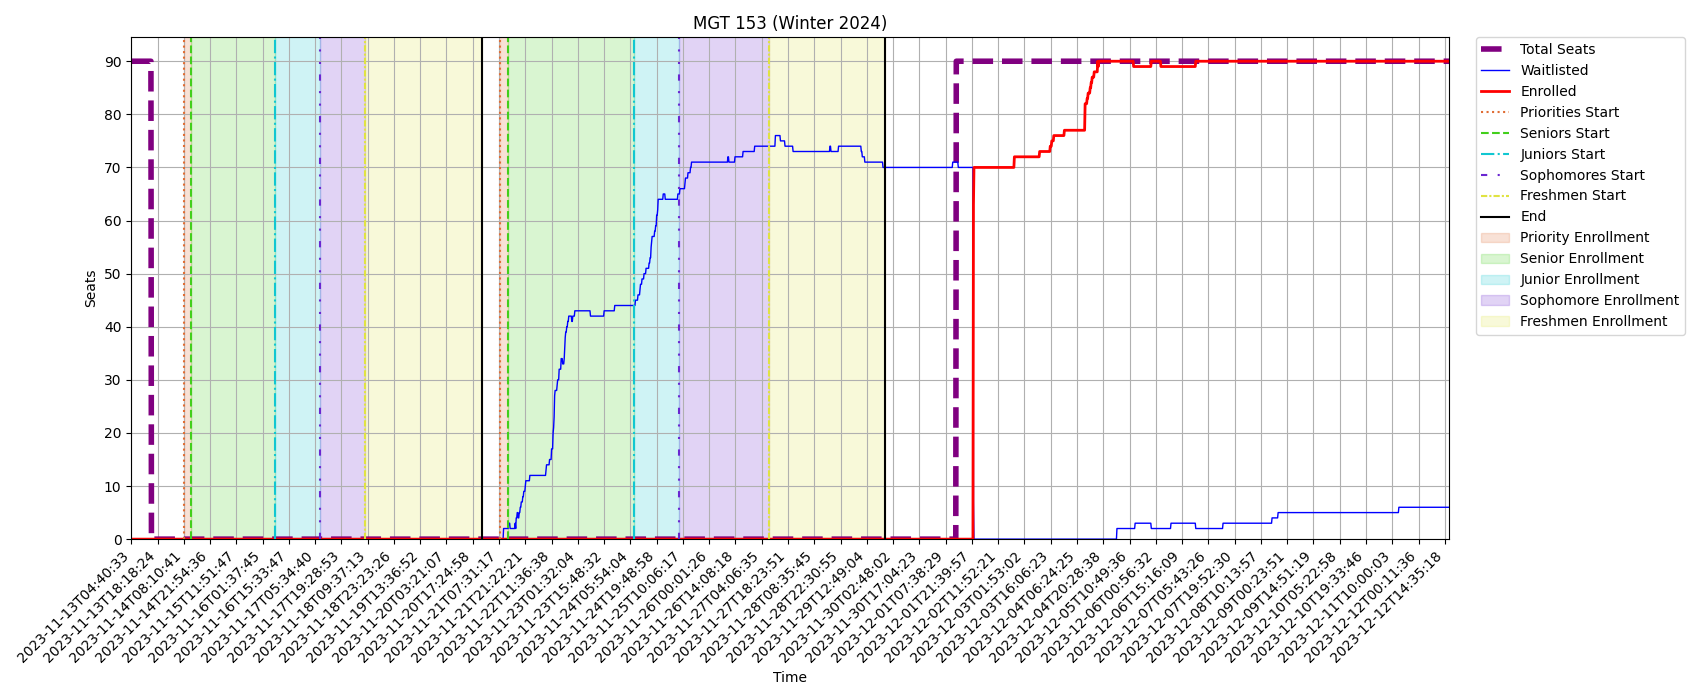 MGT 153 (Winter 2024)
Seats
90
80
70
60
50
40
30
20
10
0
2023-11-13T04:40:33
2023-11-13T18:18:24
2023-11-14T08:10:41
2023-11-14T21:54:36
2023-11-15T11:51:47
2023-11-16T01:37:45
2023-11-16T15:33:47
2023-11-17T05:34:40
2023-11-17T19:28:53
2023-11-18T09:37:13
2023-11-18T23:23:26
2023-11-19T13:36:52
2023-11-20T03:21:07
2023-11-20T17:24:58
2023-11-21T07:31:17
2023-11-21T21:22:21
2023-11-22T11:36:38
2023-11-23T01:32:04
2023-11-23T15:48:32
2023-11-24T05:54:04
2023-11-24T19:48:56
2023-11-25T10:06:17
2023-11-26T00:01:26
2023-11-26T14:08:18
2023-11-27T04:06:35
2023-11-27T18:23:51
2023-11-28T08:35:45
2023-11-28T22:30:55
2023-11-29T12:49:04
2023-11-30T02:48:02
2023-11-30T17:04:23
2023-12-01T07:38:29
2023-12-01T21:39:57
2023-12-02T11:52:21
2023-12-03T01:53:02
2023-12-03T16:06:23
2023-12-04T06:24:25
2023-12-04T20:28:38
2023-12-05T10:49:36
2023-12-06T00:56:32
2023-12-06T15:16:09
2023-12-07T05:43:26
2023-12-07T19:52:30
2023-12-08T10:13:57
2023-12-09T00:23:51
2023-12-09T14:51:19
2023-12-10T05:22:58
2023-12-10T19:33:46
2023-12-11T10:00:03
2023-12-12T00:11:36
2023-12-12T14:35:18
Time
Total Seats
Waitlisted
Enrolled
Priorities Start
Seniors Start
Juniors Start
Sophomores Start
Freshmen Start
End
Priority Enrollment
Senior Enrollment
Junior Enrollment
Sophomore Enrollment
Freshmen Enrollment